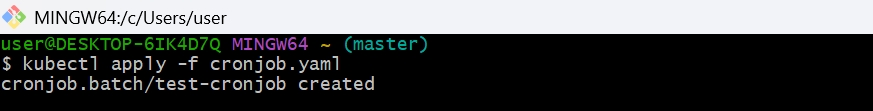 MINGW64:/c/Users/user
user@DESKTOP-6IK4D7Q MINGW64 ~ (master)
$ kubectl apply -f cronjob.yaml
cronjob.batch/test-cronjob created